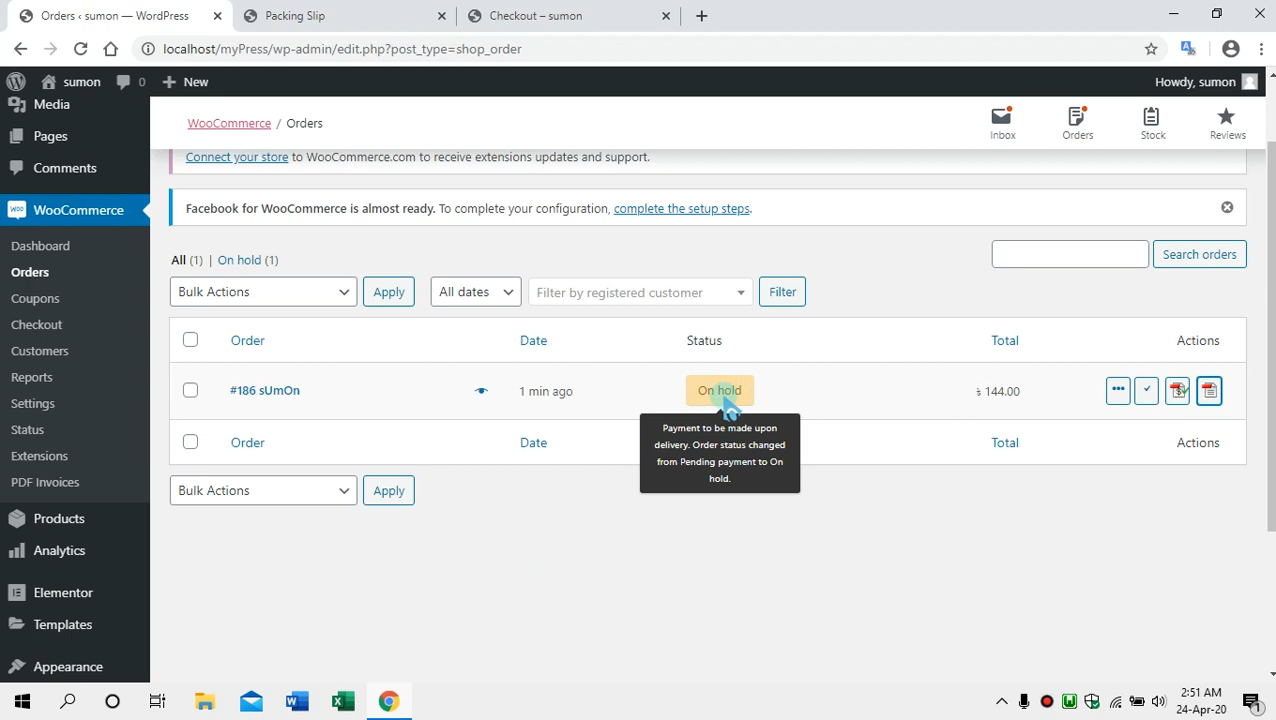 Orders ‹ sumon — WordPress
Packing Slip
Checkout – sumon
localhost/myPress/wp-admin/edit.php?post_type=shop_order
sumon
0
New
Howdy, sumon
Media
Pages
Comments
WooCommerce
Dashboard
Orders
Coupons
Checkout
Customers
Reports
Settings
Status
Extensions
PDF Invoices
Products
Analytics
Elementor
Templates
Appearance
WooCommerce / Orders
Inbox
Orders
Stock
Reviews
Connect your store to WooCommerce.com to receive extensions updates and support.
Facebook for WooCommerce is almost ready. To complete your configuration, complete the setup steps.
All (1) | On hold (1)
Search orders
Bulk Actions
Apply
All dates
Filter by registered customer
Filter
Order
Date
Status
Total
Actions
#186 sUmOn
1 min ago
On hold
৳ 144.00
Payment to be made upon
delivery. Order status changed
from Pending payment to On
hold.
Order
Date
Total
Actions
Bulk Actions
Apply
2:51 AM
24-Apr-20
1